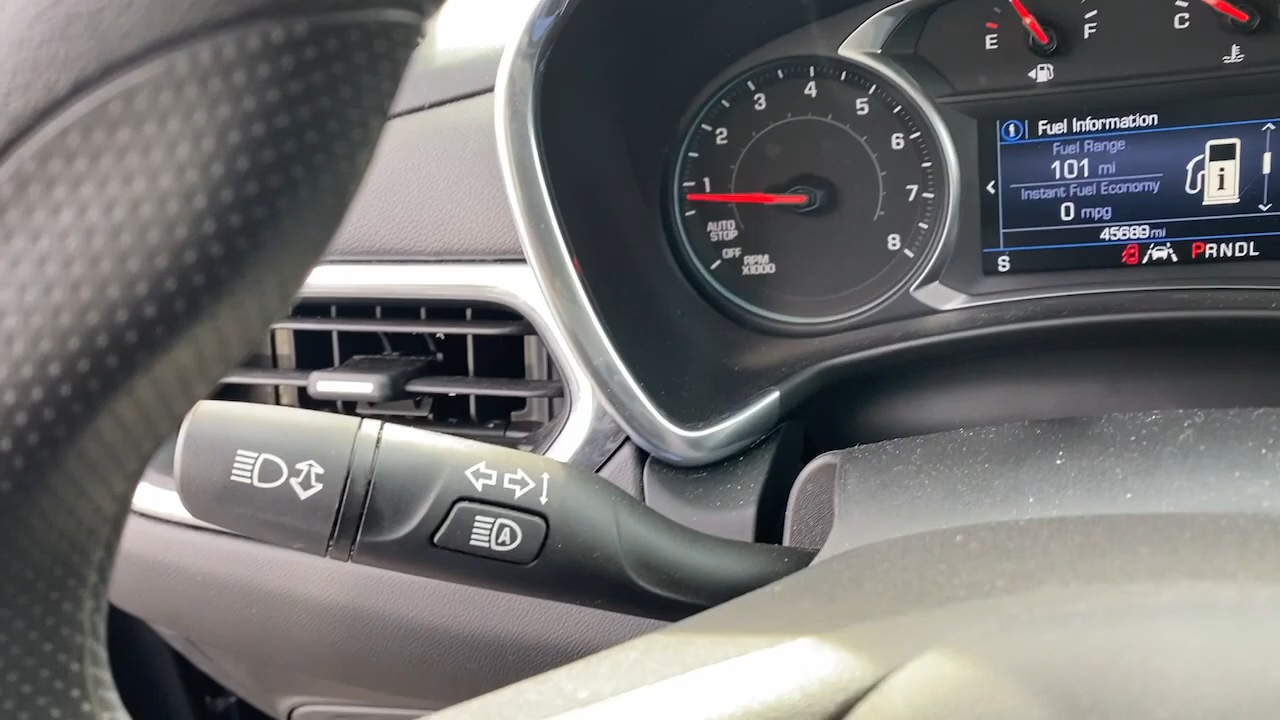 E
F
C
1
2
3
4
5
6
7
8
AUTO
STOP
OFF
RPM
X1000
i Fuel Information
Fuel Range
101 mi
Instant Fuel Economy
0 mpg
i
45689 mi
S
PRNDL
A